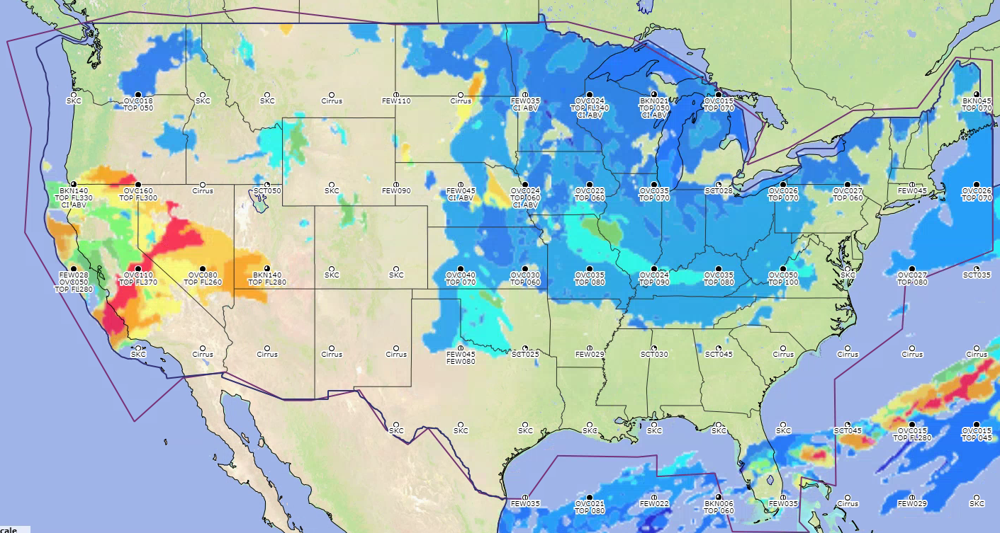 SKC
OVC018
TOP 050
SKC
SKC
Cirrus
FEW110
Cirrus
FEW035
CI ABV
OVC024
TOP FL340
CI ABV
BKN021
TOP 050
CI ABV
OVC015
TOP 070
BKN045
TOP 070
BKN140
TOP FL330
CI ABV
OVC160
TOP FL300
Cirrus
SCT050
SKC
FEW090
FEW045
CI ABV
OVC024
TOP 060
CI ABV
OVC022
TOP 060
OVC035
TOP 070
SCT028
OVC026
TOP 070
OVC027
TOP 060
FEW045
OVC026
TOP 070
FEW028
OVC050
TOP FL280
OVC110
TOP FL370
OVC080
TOP FL260
BKN140
TOP FL280
SKC
SKC
OVC040
TOP 070
OVC030
TOP 060
OVC035
TOP 080
OVC024
TOP 090
OVC035
TOP 080
OVC050
TOP 100
SKC
OVC027
TOP 080
SCT035
SKC
Cirrus
Cirrus
Cirrus
Cirrus
FEW045
FEW080
SCT025
FEW029
SCT030
SCT045
Cirrus
Cirrus
Cirrus
Cirrus
SKC
SKC
SKC
SKC
SKC
SKC
SKC
SCT045
OVC015
TOP FL280
OVC015
TOP 045
FEW035
OVC021
TOP 080
FEW022
BKN006
TOP 060
FEW035
Cirrus
FEW029
SKC
cale